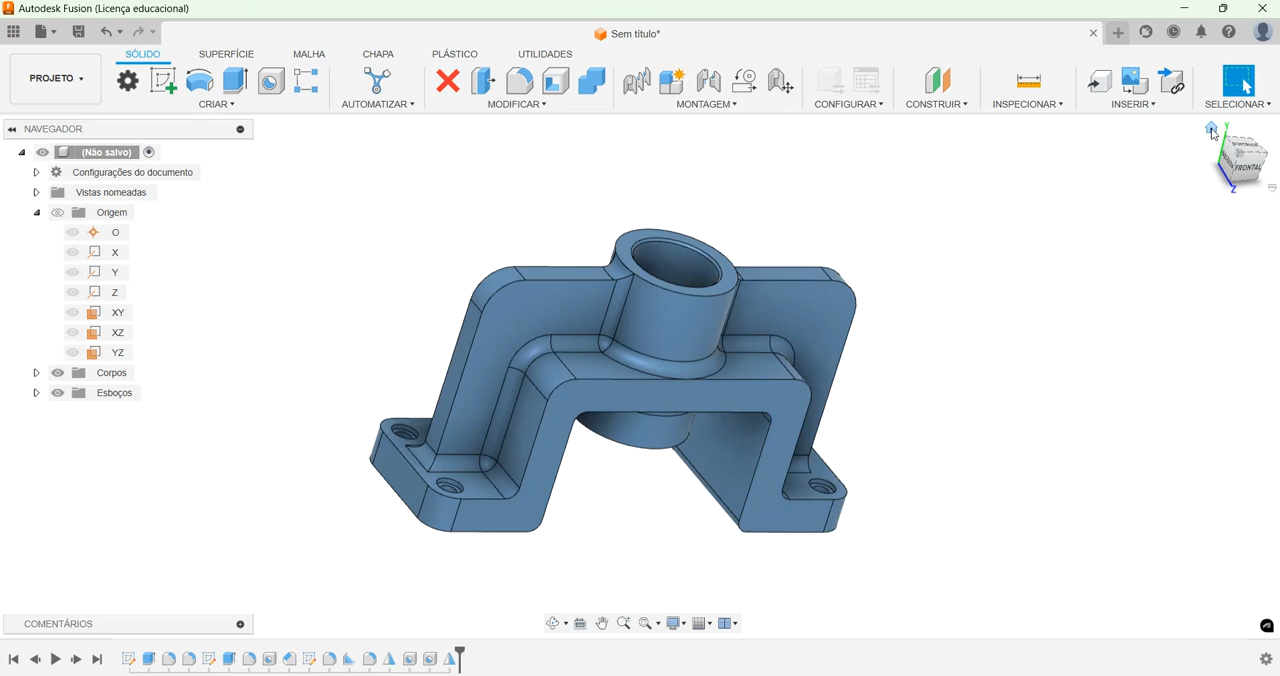 Autodesk Fusion (Licença educacional)
Sem título*
PROJETO
SÓLIDO
SUPERFÍCIE
MALHA
CHAPA
PLÁSTICO
UTILIDADES
CRIAR
AUTOMATIZAR
MODIFICAR
MONTAGEM
CONFIGURAR
CONSTRUIR
INSPECIONAR
INSERIR
SELECIONAR
NAVEGADOR
(Não salvo)
Configurações do documento
Vistas nomeadas
Origem
O
X
Y
Z
XY
XZ
YZ
Corpos
Esboços
Y
FRONTAL
Z
COMENTÁRIOS